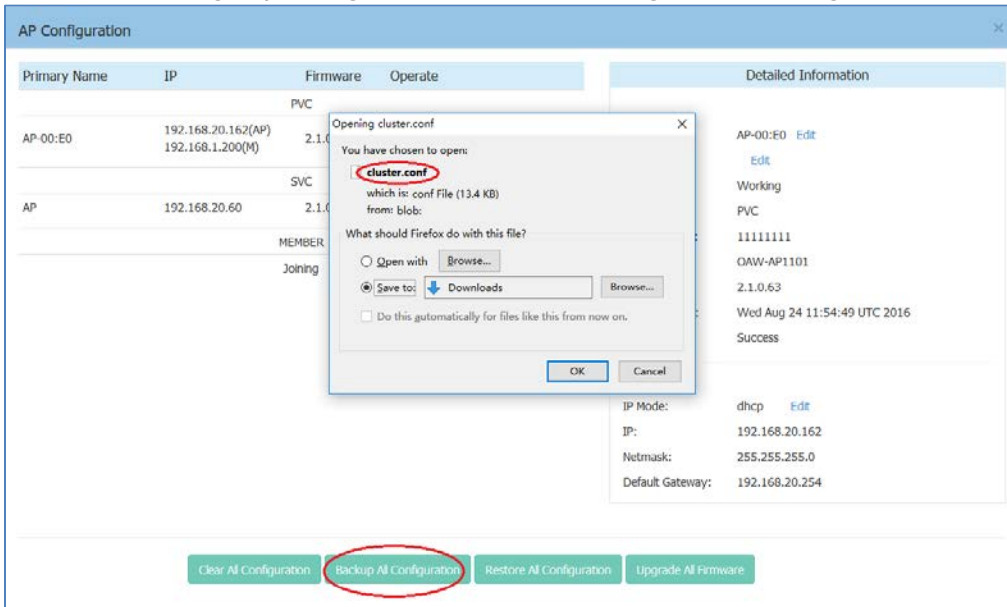 AP Configuration ×
Primary Name IP Firmware Operate
PVC
AP-00:E0 192.168.20.162(AP) 2.1.0
192.168.1.200(M)
SVC
AP 192.168.20.60 2.1.0
MEMBER
Joining
Opening cluster.conf ×
You have chosen to open:
cluster.conf
which is: conf File (13.4 KB)
from: blob:
What should Firefox do with this file?
Open with Browse...
Save to: Downloads Browse...
Do this automatically for files like this from now on.
OK Cancel
Detailed Information
AP-00:E0 Edit
Edit
Working
PVC
: 11111111
OAW-AP1101
2.1.0.63
: Wed Aug 24 11:54:49 UTC 2016
Success
IP Mode: dhcp Edit
IP: 192.168.20.162
Netmask: 255.255.255.0
Default Gateway: 192.168.20.254
Clear All Configuration Backup All Configuration Restore All Configuration Upgrade All Firmware